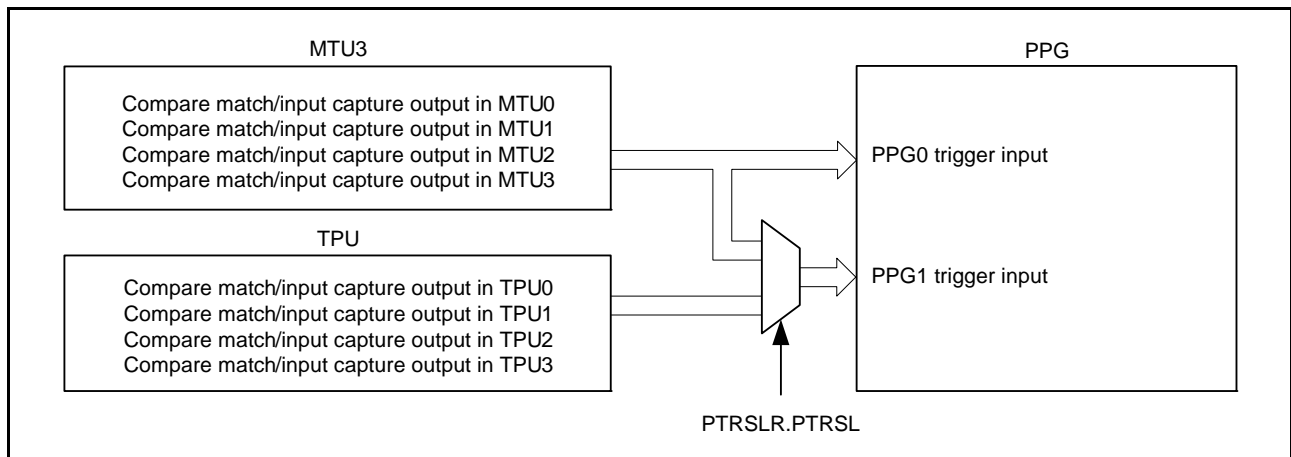 MTU3
Compare match/input capture output in MTU0
Compare match/input capture output in MTU1
Compare match/input capture output in MTU2
Compare match/input capture output in MTU3
TPU
Compare match/input capture output in TPU0
Compare match/input capture output in TPU1
Compare match/input capture output in TPU2
Compare match/input capture output in TPU3
PPG
PPG0 trigger input
PPG1 trigger input
PTRSLR.PTRSL